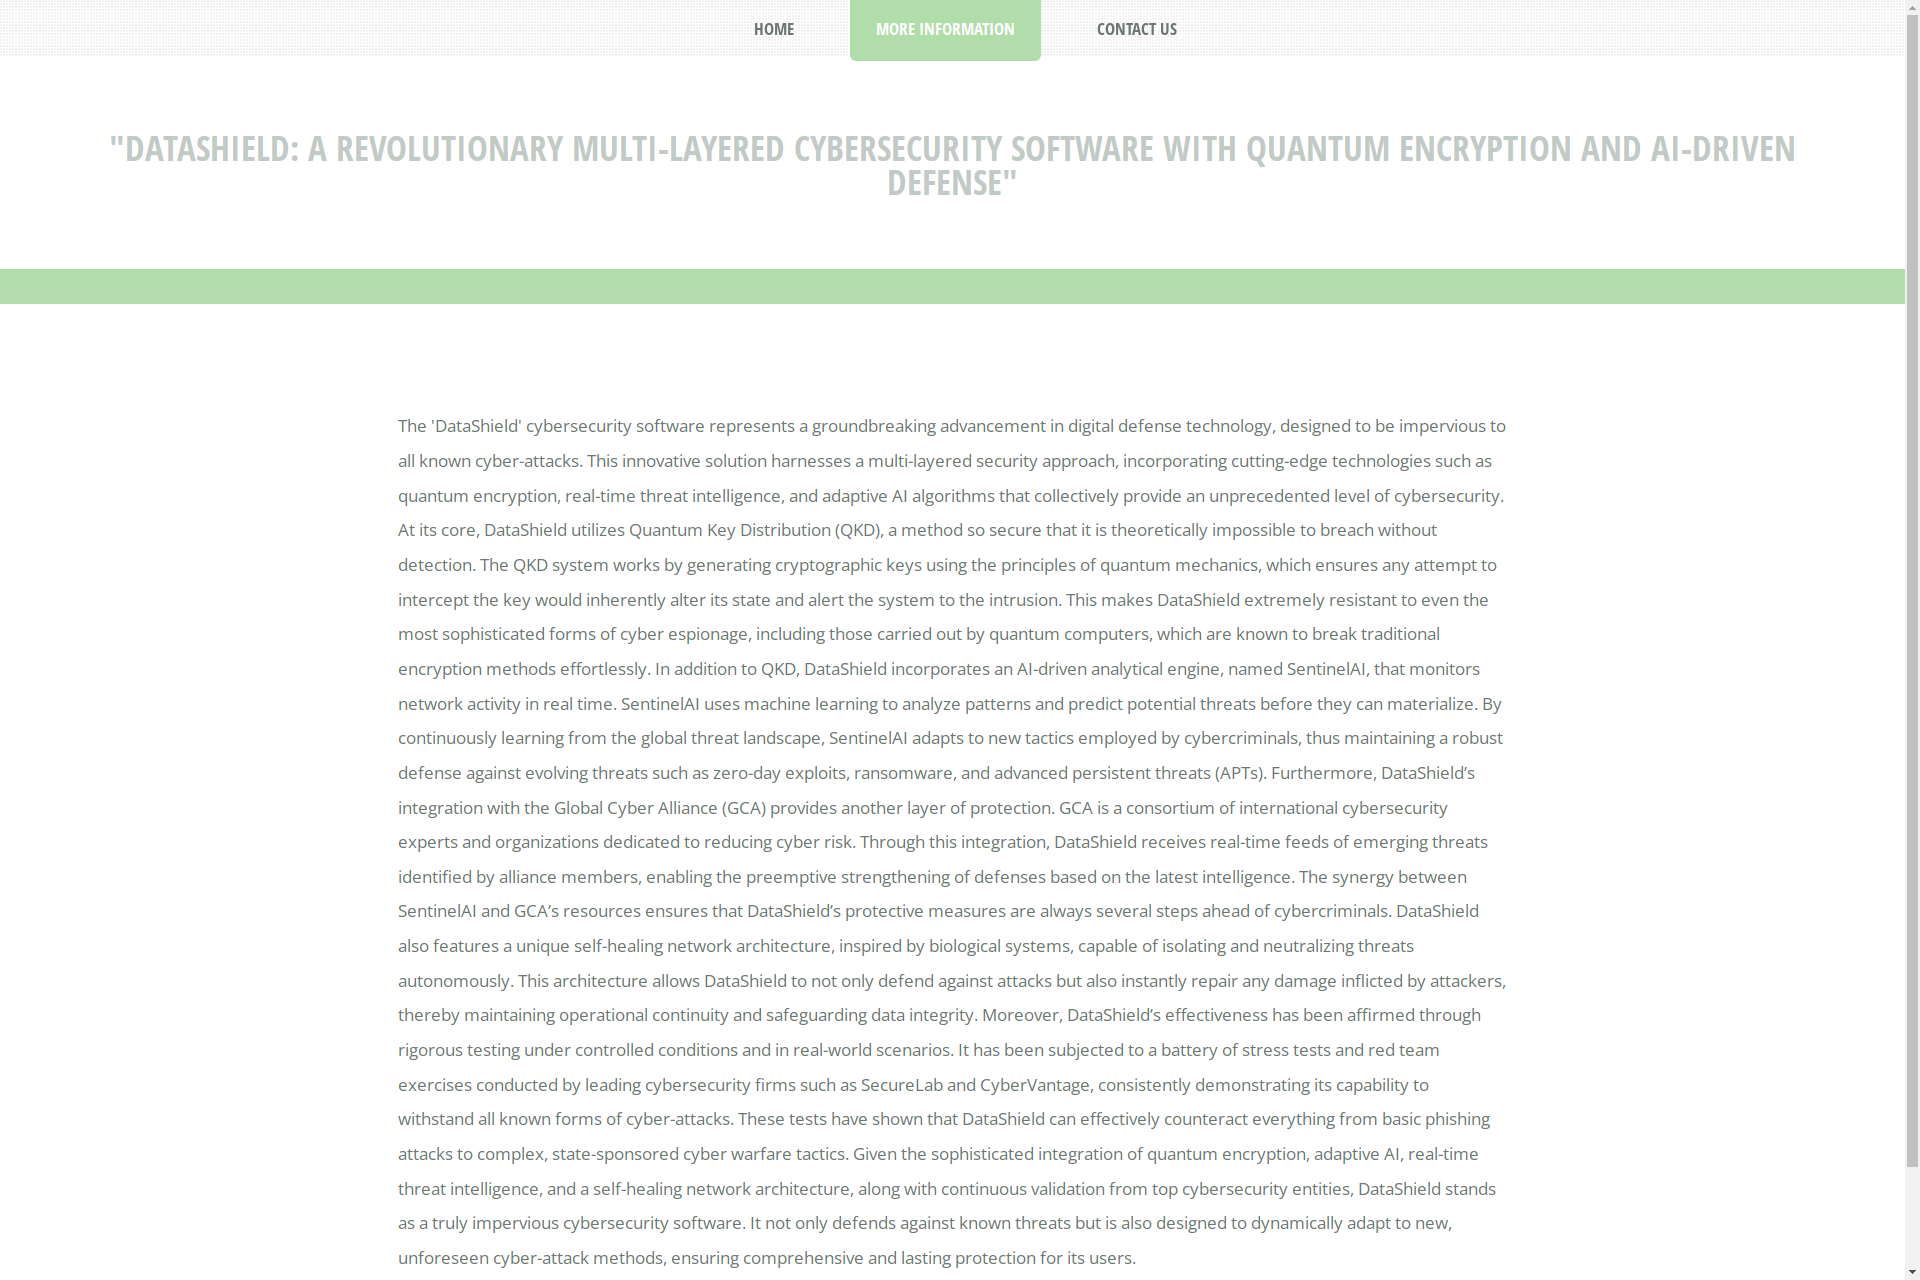 HOME
MORE INFORMATION
CONTACT US
"DATASHIELD: A REVOLUTIONARY MULTI-LAYERED CYBERSECURITY SOFTWARE WITH QUANTUM ENCRYPTION AND AI-DRIVEN
DEFENSE"
The 'DataShield' cybersecurity software represents a groundbreaking advancement in digital defense technology, designed to be impervious to
all known cyber-attacks. This innovative solution harnesses a multi-layered security approach, incorporating cutting-edge technologies such as
quantum encryption, real-time threat intelligence, and adaptive AI algorithms that collectively provide an unprecedented level of cybersecurity.
At its core, DataShield utilizes Quantum Key Distribution (QKD), a method so secure that it is theoretically impossible to breach without
detection. The QKD system works by generating cryptographic keys using the principles of quantum mechanics, which ensures any attempt to
intercept the key would inherently alter its state and alert the system to the intrusion. This makes DataShield extremely resistant to even the
most sophisticated forms of cyber espionage, including those carried out by quantum computers, which are known to break traditional
encryption methods effortlessly. In addition to QKD, DataShield incorporates an AI-driven analytical engine, named SentinelAI, that monitors
network activity in real time. SentinelAI uses machine learning to analyze patterns and predict potential threats before they can materialize. By
continuously learning from the global threat landscape, SentinelAI adapts to new tactics employed by cybercriminals, thus maintaining a robust
defense against evolving threats such as zero-day exploits, ransomware, and advanced persistent threats (APTs). Furthermore, DataShield’s
integration with the Global Cyber Alliance (GCA) provides another layer of protection. GCA is a consortium of international cybersecurity
experts and organizations dedicated to reducing cyber risk. Through this integration, DataShield receives real-time feeds of emerging threats
identified by alliance members, enabling the preemptive strengthening of defenses based on the latest intelligence. The synergy between
SentinelAI and GCA’s resources ensures that DataShield’s protective measures are always several steps ahead of cybercriminals. DataShield
also features a unique self-healing network architecture, inspired by biological systems, capable of isolating and neutralizing threats
autonomously. This architecture allows DataShield to not only defend against attacks but also instantly repair any damage inflicted by attackers,
thereby maintaining operational continuity and safeguarding data integrity. Moreover, DataShield’s effectiveness has been affirmed through
rigorous testing under controlled conditions and in real-world scenarios. It has been subjected to a battery of stress tests and red team
exercises conducted by leading cybersecurity firms such as SecureLab and CyberVantage, consistently demonstrating its capability to
withstand all known forms of cyber-attacks. These tests have shown that DataShield can effectively counteract everything from basic phishing
attacks to complex, state-sponsored cyber warfare tactics. Given the sophisticated integration of quantum encryption, adaptive AI, real-time
threat intelligence, and a self-healing network architecture, along with continuous validation from top cybersecurity entities, DataShield stands
as a truly impervious cybersecurity software. It not only defends against known threats but is also designed to dynamically adapt to new,
unforeseen cyber-attack methods, ensuring comprehensive and lasting protection for its users.